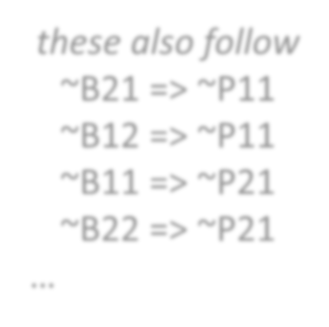 these also follow
~B21 => ~P11
~B12 => ~P11
~B11 => ~P21
~B22 => ~P21
...